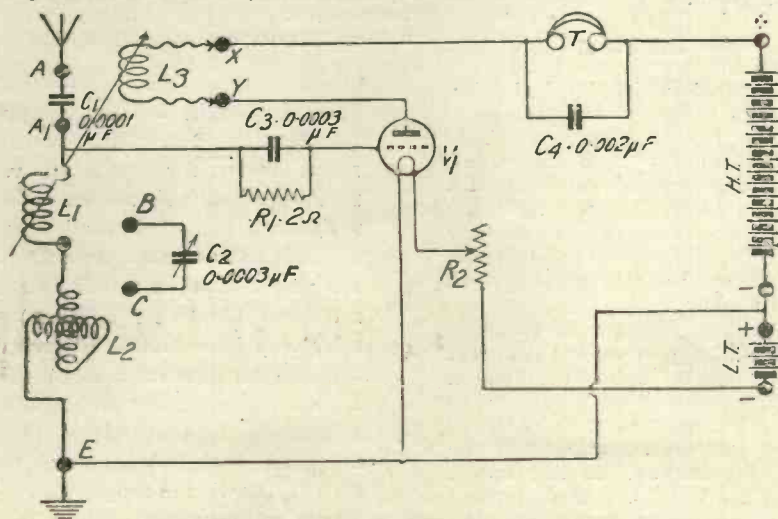 A
C1
0.0001
μF
A1
L3
X
Y
C3·0.0003
μF
R1·2Ω
V1
T
C4·0.002μF
+
H.T.
−
+
L.T.
−
L1
B
C2
0.0003μF
C
R2
L2
E